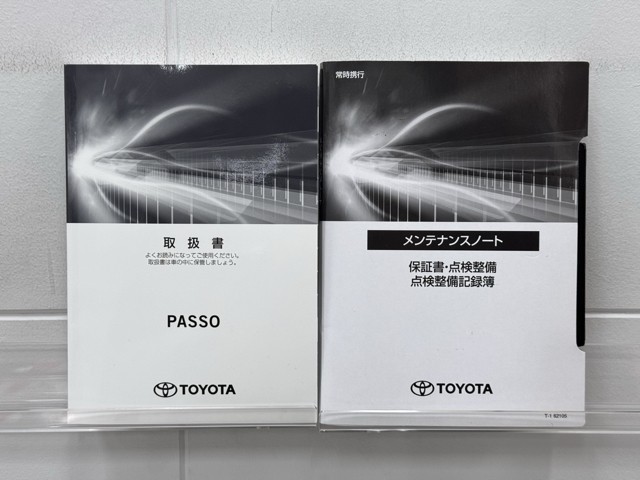 取扱書
よくお読みになってご使用ください。
取扱書は車の中に保管しましょう。
PASSO
TOYOTA
常時携行
メンテナンスノート
保証書・点検整備
点検整備記録簿
TOYOTA
T-1 62105